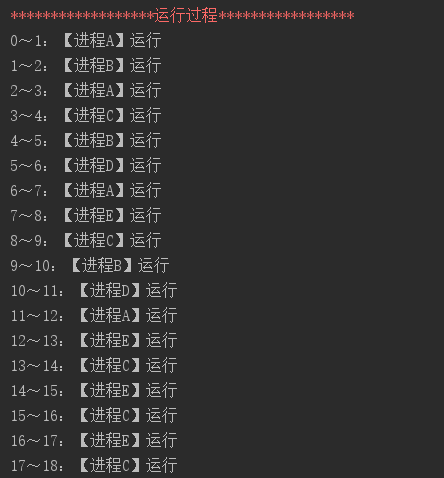 ******************运行过程*****************
0～1：【进程A】运行
1～2：【进程B】运行
2～3：【进程A】运行
3～4：【进程C】运行
4～5：【进程B】运行
5～6：【进程D】运行
6～7：【进程A】运行
7～8：【进程E】运行
8～9：【进程C】运行
9～10：【进程B】运行
10～11：【进程D】运行
11～12：【进程A】运行
12～13：【进程E】运行
13～14：【进程C】运行
14～15：【进程E】运行
15～16：【进程C】运行
16～17：【进程E】运行
17～18：【进程C】运行